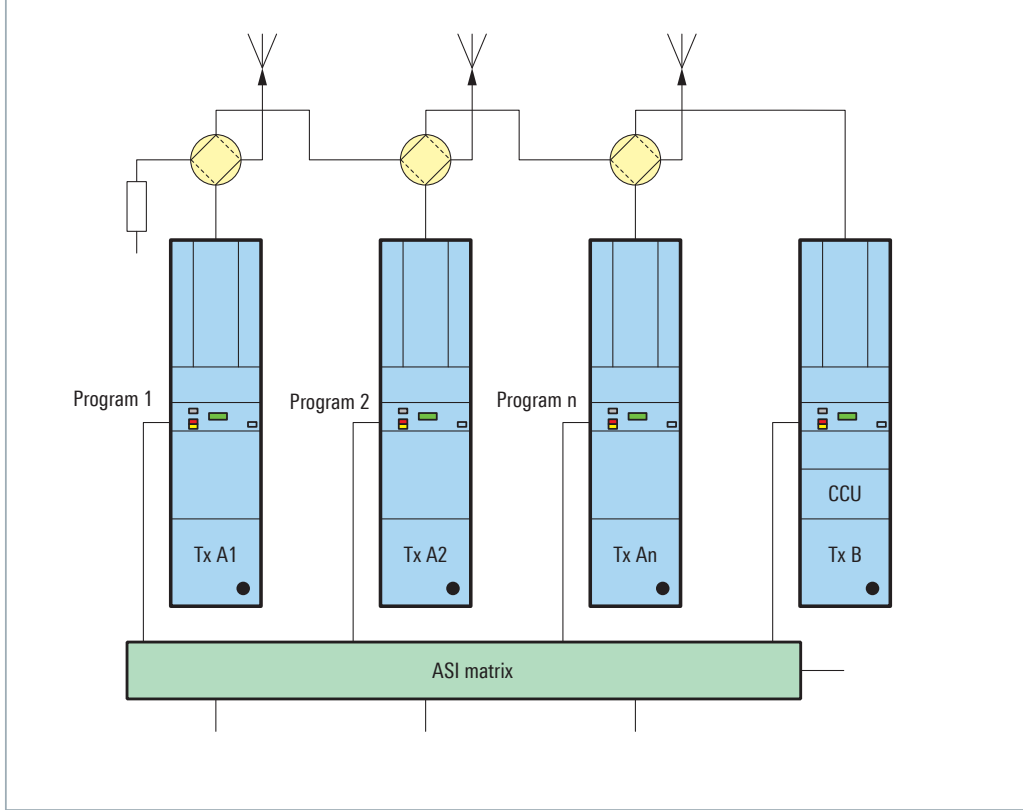 Program 1
Program 2
Program n
CCU
Tx A1
Tx A2
Tx An
Tx B
ASI matrix